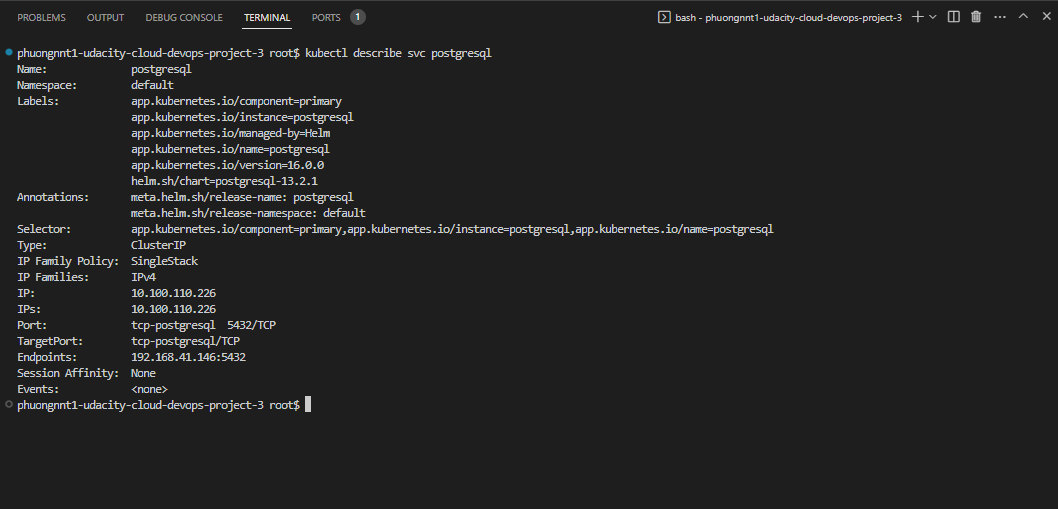 PROBLEMS OUTPUT DEBUG CONSOLE TERMINAL PORTS 1 bash - phuongnnt1-udacity-cloud-devops-project-3
phuongnnt1-udacity-cloud-devops-project-3 root$ kubectl describe svc postgresql
Name: postgresql
Namespace: default
Labels: app.kubernetes.io/component=primary
app.kubernetes.io/instance=postgresql
app.kubernetes.io/managed-by=Helm
app.kubernetes.io/name=postgresql
app.kubernetes.io/version=16.0.0
helm.sh/chart=postgresql-13.2.1
Annotations: meta.helm.sh/release-name: postgresql
meta.helm.sh/release-namespace: default
Selector: app.kubernetes.io/component=primary,app.kubernetes.io/instance=postgresql,app.kubernetes.io/name=postgresql
Type: ClusterIP
IP Family Policy: SingleStack
IP Families: IPv4
IP: 10.100.110.226
IPs: 10.100.110.226
Port: tcp-postgresql 5432/TCP
TargetPort: tcp-postgresql/TCP
Endpoints: 192.168.41.146:5432
Session Affinity: None
Events: <none>
phuongnnt1-udacity-cloud-devops-project-3 root$